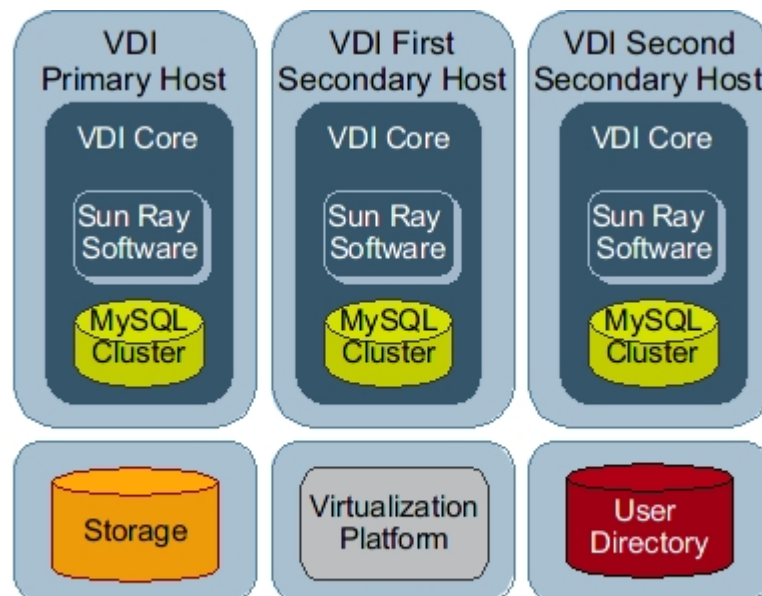 VDI
Primary Host
VDI Core
Sun Ray
Software
MySQL
Cluster
VDI First
Secondary Host
VDI Core
Sun Ray
Software
MySQL
Cluster
VDI Second
Secondary Host
VDI Core
Sun Ray
Software
MySQL
Cluster
Storage
Virtualization
Platform
User
Directory